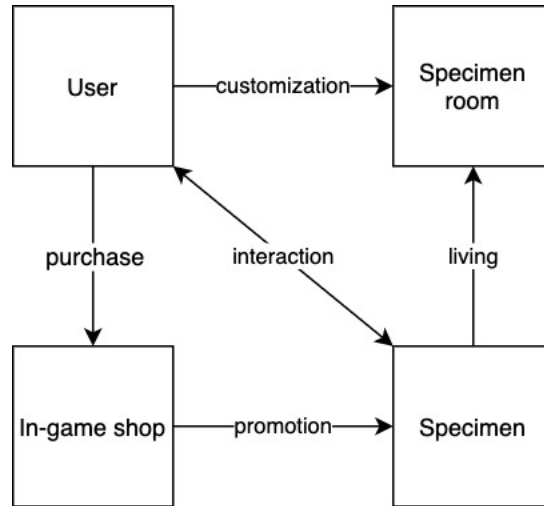 User
customization
Specimen
room
purchase
interaction
living
In-game shop
promotion
Specimen